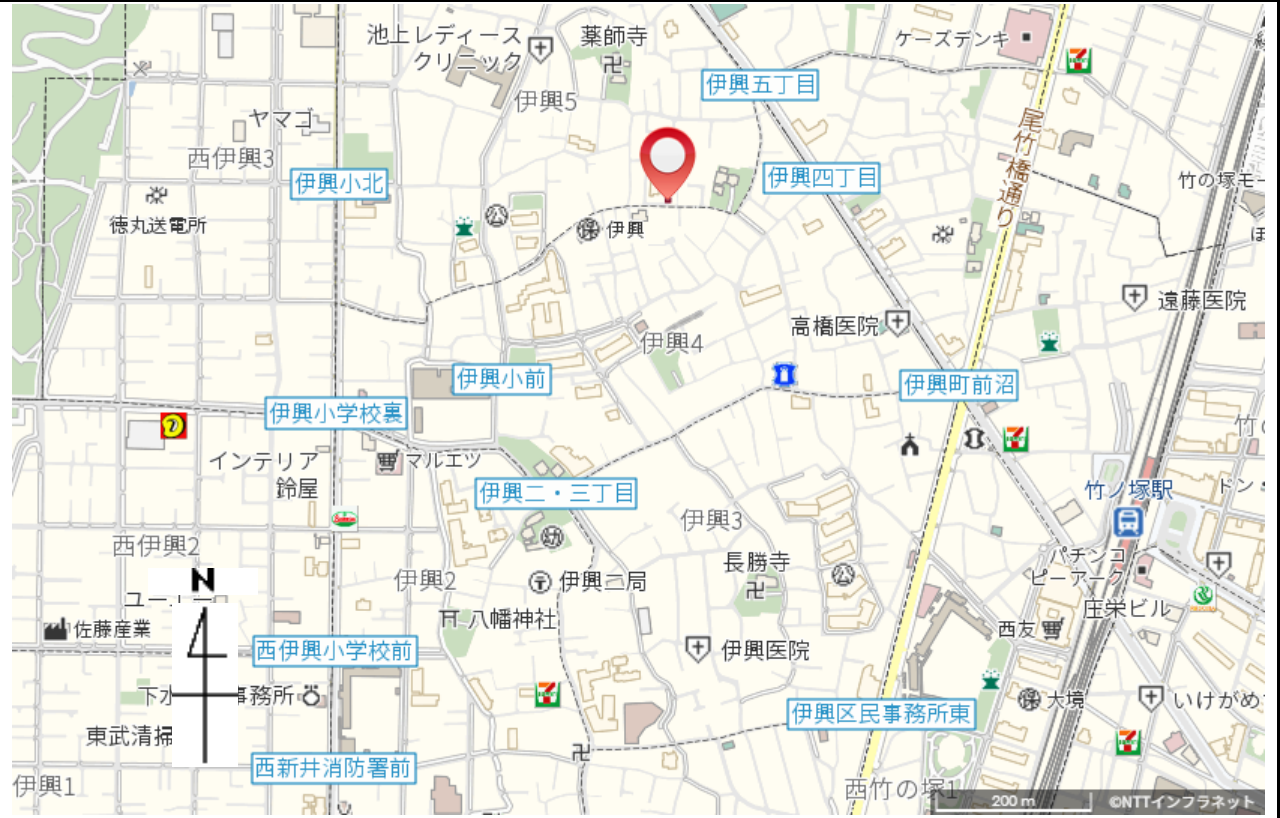 池上レディース
クリニック
薬師寺
ケーズデンキ
伊興五丁目
伊興5
ヤマゴ
西伊興3
伊興小北
伊興四丁目
尾竹橋通り
竹の塚モー
徳丸送電所
伊興
遠藤医院
高橋医院
伊興4
伊興小前
伊興町前沼
伊興小学校裏
インテリア
鈴屋
マルエツ
竹ノ塚駅
ドン・
伊興二・三丁目
伊興3
西伊興2
長勝寺
パチンコ
ピーアーク
伊興2
伊興二局
N
庄栄ビル
佐藤産業
八幡神社
西友
西伊興小学校前
伊興医院
下水
事務所
大境
いけがめ
伊興区民事務所東
東武清掃
西新井消防署前
伊興1
西竹の塚1
200 m
©NTTインフラネット